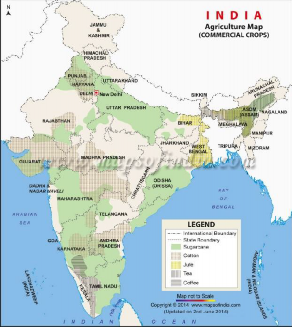 N
INDIA
Agriculture Map
(COMMERCIAL CROPS)
JAMMU
&
KASHMIR
HIMACHAL
PRADESH
PUNJAB
UTTARAKHAND
HARYANA
DELHI
New Delhi
ARUNACHAL PRADESH
SIKKIM
UTTAR PRADESH
ASOM
(ASSAM)
NAGALAND
RAJASTHAN
BIHAR
MEGHALAYA
MANIPUR
JHARKHAND
WEST
BENGAL
TRIPURA
MIZORAM
GUJARAT
MADHYA PRADESH
CHHATTISGARH
DADRA &
NAGAR HAVELI
ODISHA
(ORISSA)
MAHARASHTRA
BAY
OF
BENGAL
ARABIAN
SEA
TELANGANA
GOA
KARNATAKA
ANDHRA
PRADESH
LEGEND
International Boundary
State Boundary
Sugarcane
Cotton
Jute
Tea
Coffee
KERALA
TAMIL NADU
Map not to Scale
Copyright © 2014 www.mapsofindia.com
(Updated on 2nd June 2014)
INDIAN OCEAN